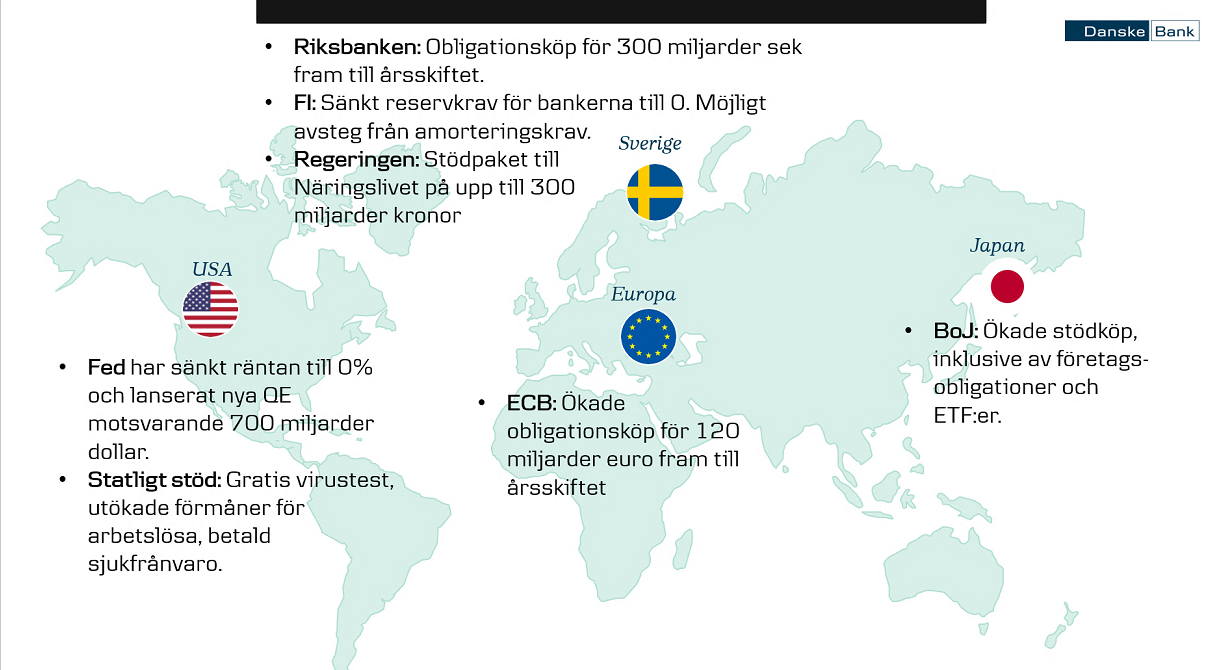 Danske Bank
• Riksbanken: Obligationsköp för 300 miljarder sek
fram till årsskiftet.
• FI: Sänkt reservkrav för bankerna till 0. Möjligt
avsteg från amorteringskrav.
• Regeringen: Stödpaket till
Näringslivet på upp till 300
miljarder kronor
Sverige
USA
• Fed har sänkt räntan till 0%
och lanserat nya QE
motsvarande 700 miljarder
dollar.
• Statligt stöd: Gratis virustest,
utökade förmåner för
arbetslösa, betald
sjukfrånvaro.
Europa
• ECB: Ökade
obligationsköp för 120
miljarder euro fram till
årsskiftet
Japan
• BoJ: Ökade stödköp,
inklusive av företags-
obligationer och
ETF:er.